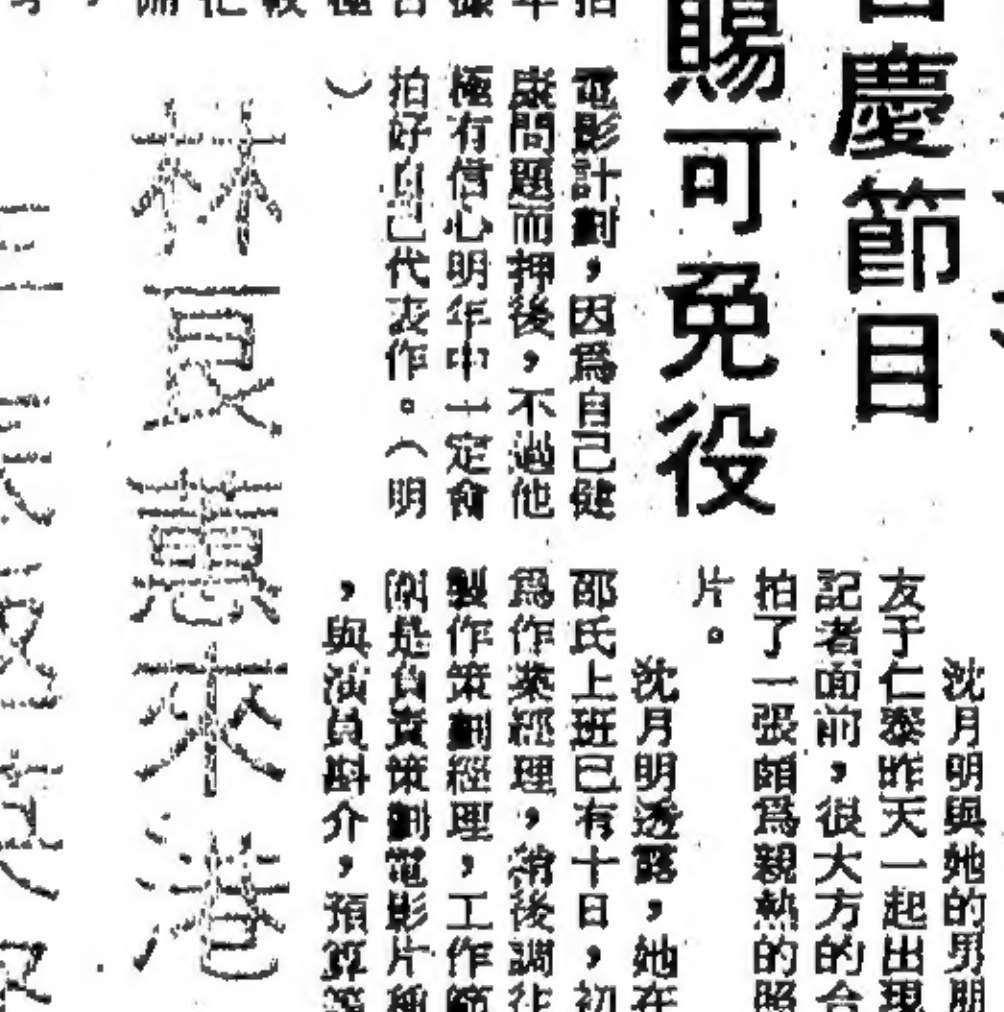 慶節目
賜可免役
電影計劃，因爲自己健
康問題而押後，不過他
極有信心明年中一定會
拍好自己代表作。（明
）
沈月明與她的男朋
友于仁泰昨天一起出現
記者面前，很大方的合
拍了一張頗爲親熱的照
片。
沈月明透露，她在
邵氏上班已有十日，初
爲作業經理，稍後調往
製作策劃經理，工作範
圍是負責策劃電影片種
，與演員斟介，預算等
林良蕙來港